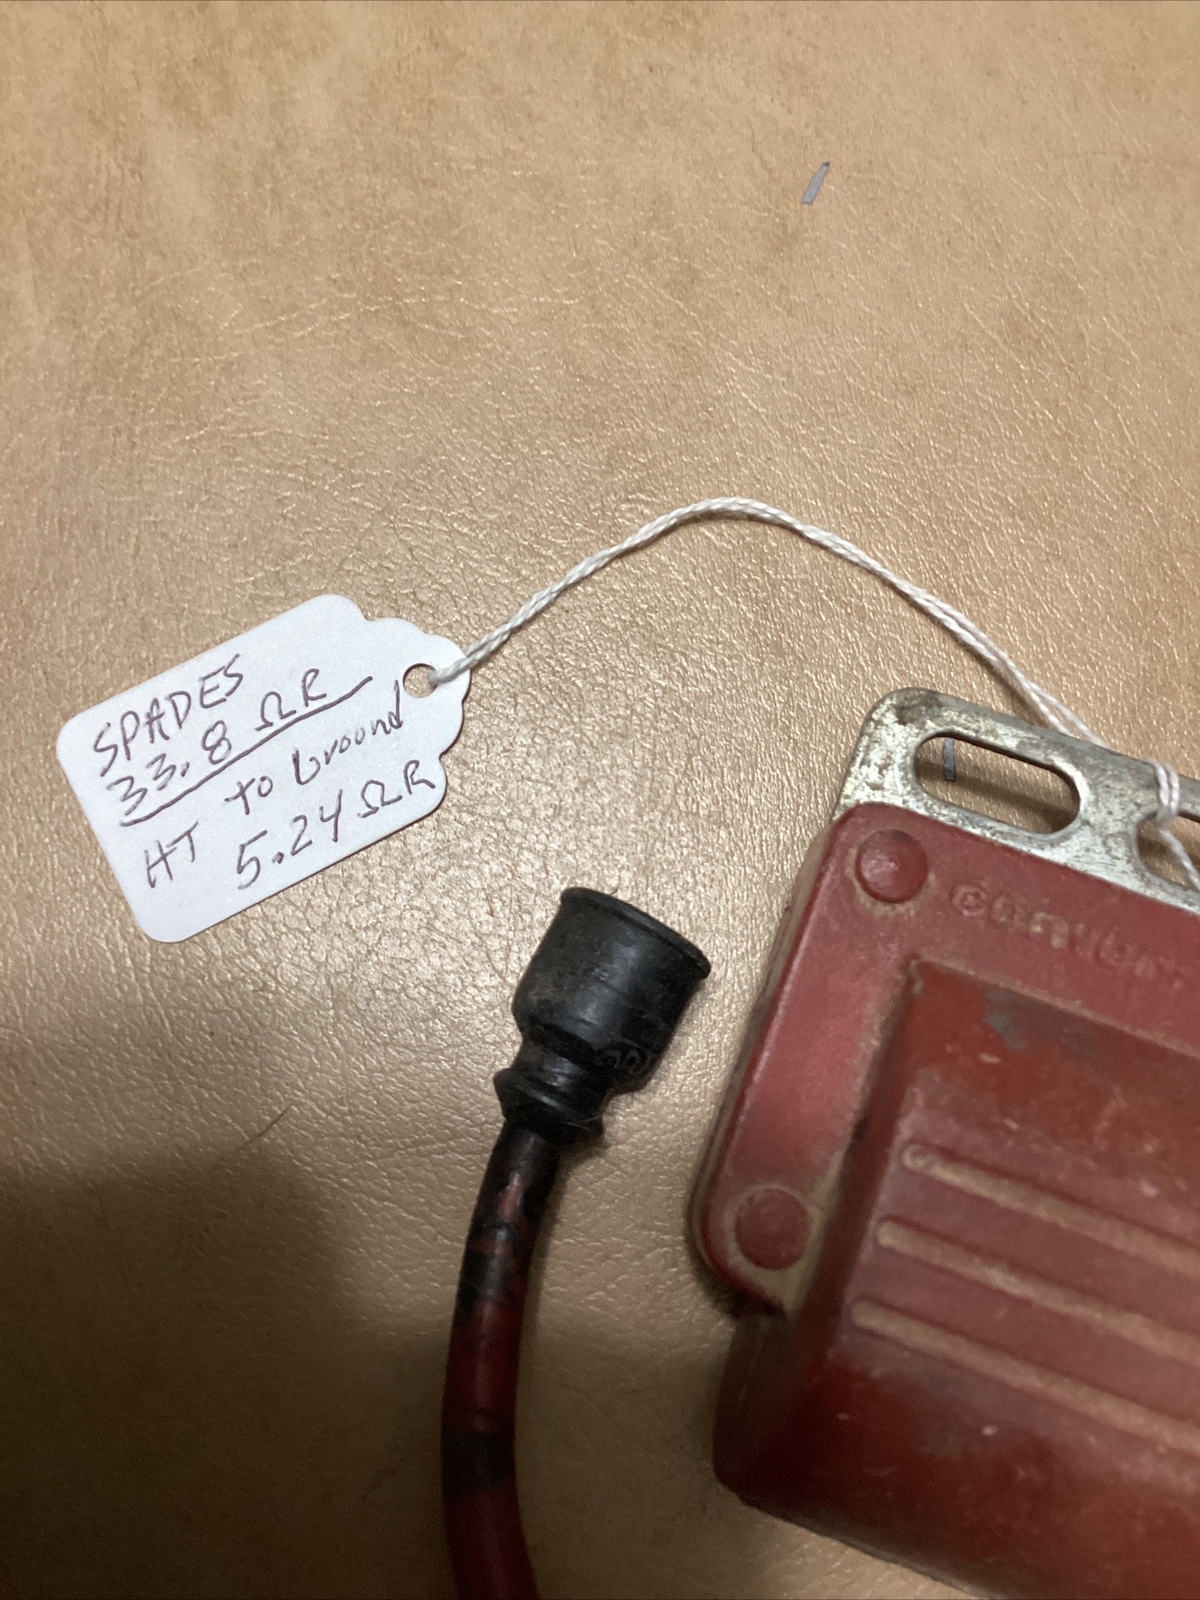 SPADES
33.8 ΩR
HT to Ground
5.24 ΩR